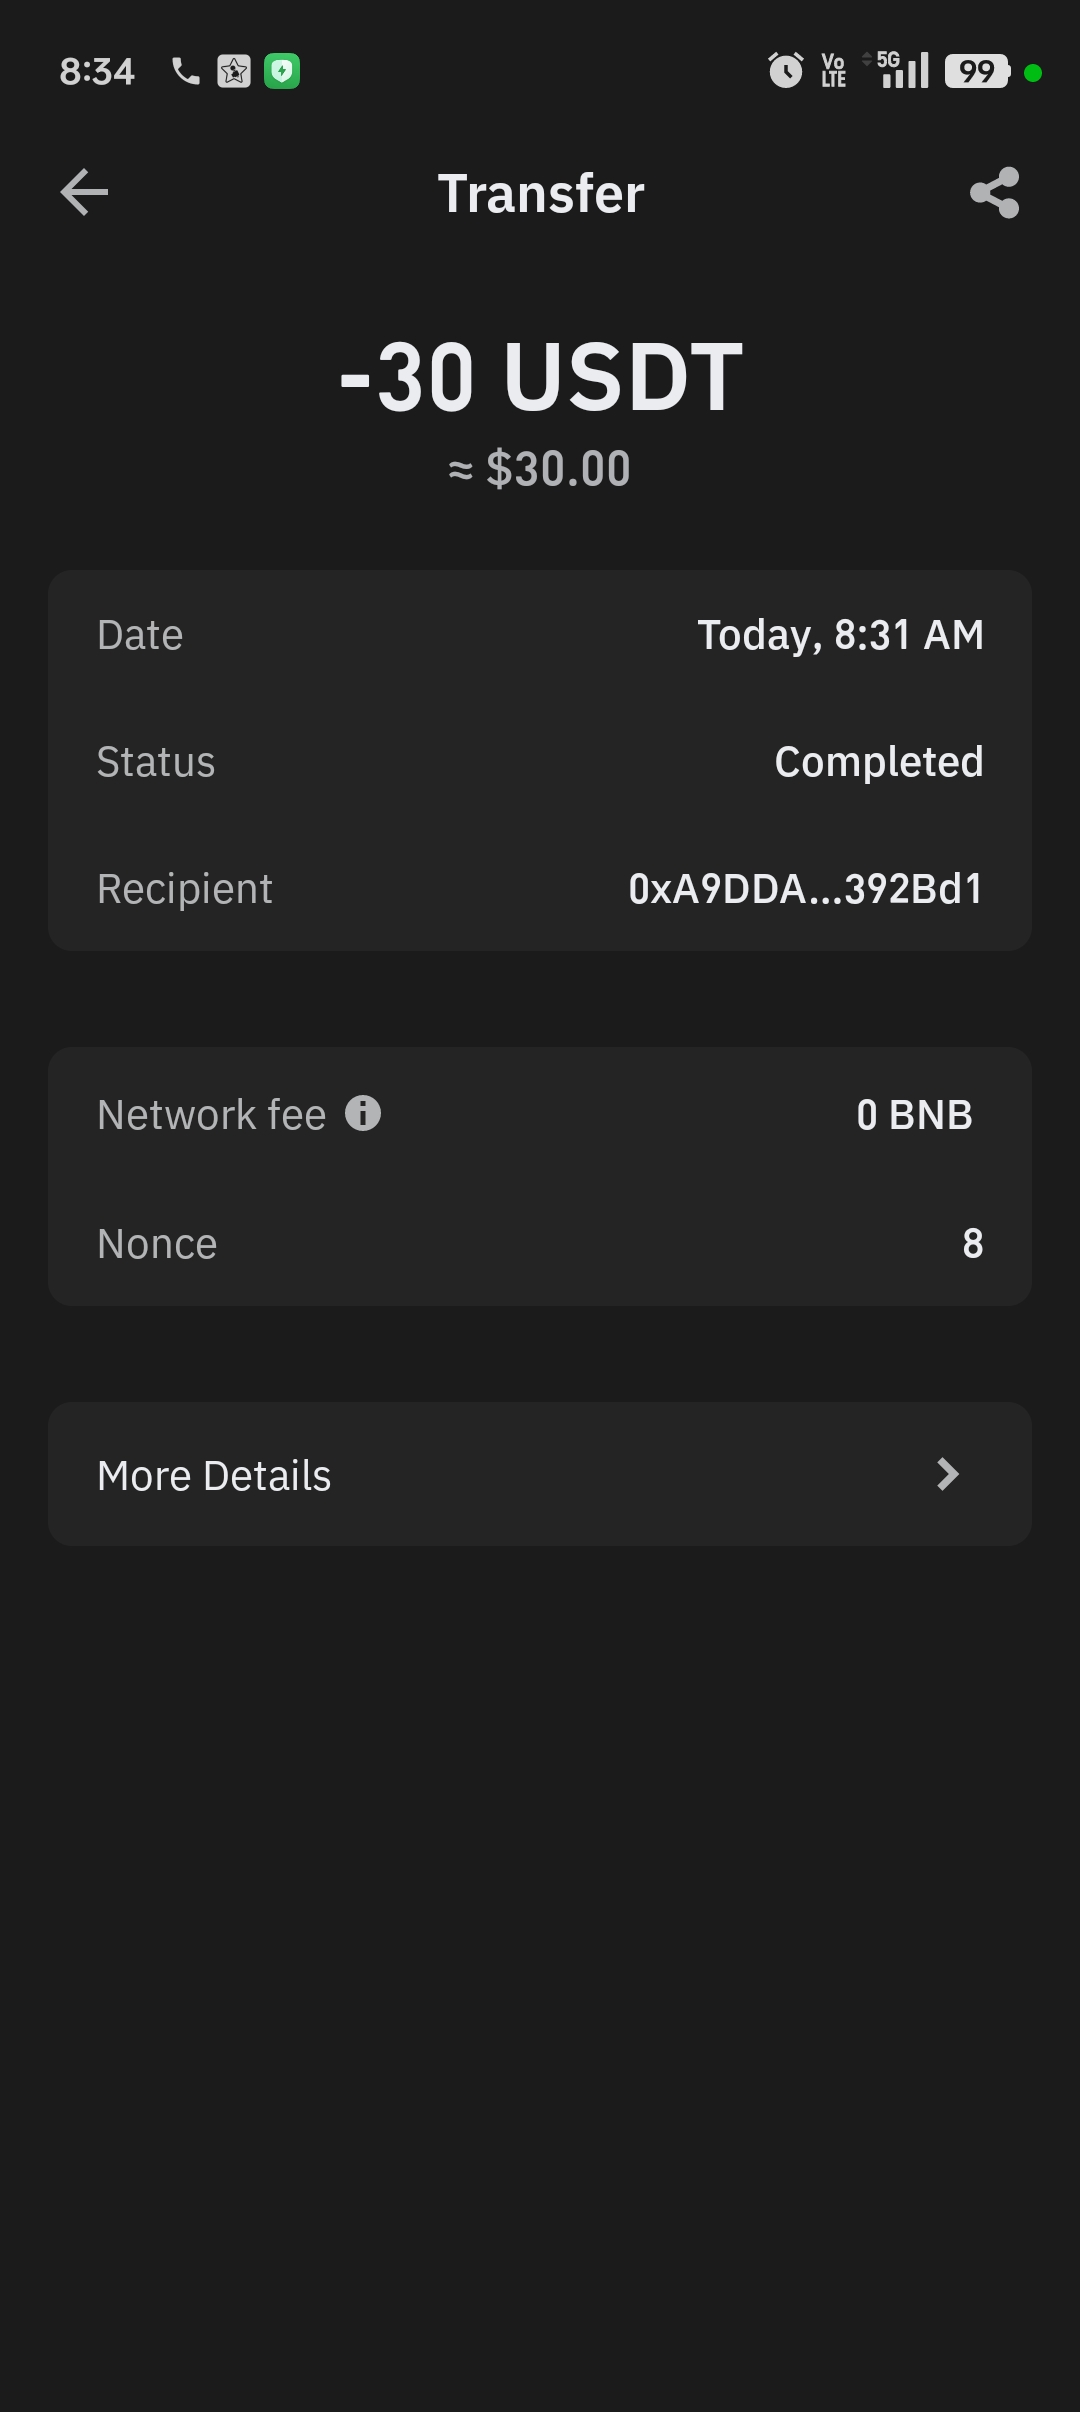 8:34 Vo LTE 5G 99
Transfer
-30 USDT
≈ $30.00
Date Today, 8:31 AM
Status Completed
Recipient 0xA9DDA...392Bd1
Network fee 0 BNB
Nonce 8
More Details